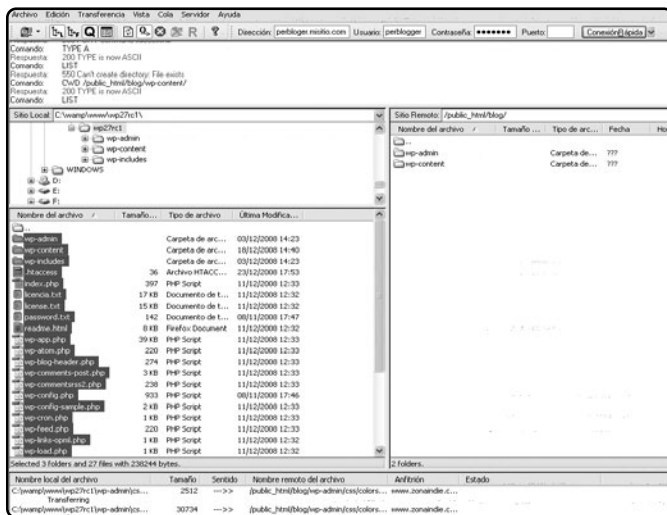 Archivo Edición Transferencia Vista Cola Servidor Ayuda
Dirección: perbloger.misitio.com Usuario: perblogger Contraseña: ●●●●●●● Puerto: Conexión Rápida
Comando: TYPE A
Respuesta: 200 TYPE is now ASCII
Comando: LIST
Respuesta: 550 Can't create directory: File exists
Comando: CWD /public_html/blog/wp-content/
Respuesta: 200 TYPE is now ASCII
Comando: LIST
Sitio Local: C:\wamp\www\wp27rc1\
wp27rc1
wp-admin
wp-content
wp-includes
WINDOWS
D:
E:
F:
Sitio Remoto: /public_html/blog/
Nombre del archivo Tamaño ... Tipo de arc... Fecha Ho
..
wp-admin Carpeta de... ???
wp-content Carpeta de... ???
2 folders.
Nombre del archivo Tamaño... Tipo de archivo Última Modifica...
..
wp-admin Carpeta de arc... 03/12/2008 14:23
wp-content Carpeta de arc... 18/12/2008 14:40
wp-includes Carpeta de arc... 03/12/2008 14:23
.htaccess 36 Archivo HTACC... 23/12/2008 17:53
index.php 397 PHP Script 11/12/2008 12:33
licencia.txt 17 KB Documento de t... 11/12/2008 12:32
license.txt 15 KB Documento de t... 11/12/2008 12:32
password.txt 142 Documento de t... 08/11/2008 17:47
readme.html 8 KB Firefox Document 11/12/2008 12:32
wp-app.php 39 KB PHP Script 11/12/2008 12:33
wp-atom.php 220 PHP Script 11/12/2008 12:33
wp-blog-header.php 274 PHP Script 11/12/2008 12:33
wp-comments-post.php 3 KB PHP Script 11/12/2008 12:33
wp-commentsrss2.php 238 PHP Script 11/12/2008 12:33
wp-config.php 933 PHP Script 08/11/2008 17:46
wp-config-sample.php 2 KB PHP Script 11/12/2008 12:33
wp-cron.php 1 KB PHP Script 11/12/2008 12:33
wp-feed.php 220 PHP Script 11/12/2008 12:33
wp-links-opml.php 1 KB PHP Script 11/12/2008 12:32
wp-load.php 1 KB PHP Script 11/12/2008 12:32
Selected 3 folders and 27 files with 238244 bytes.
Nombre local del archivo Tamaño Sentido Nombre remoto del archivo Anfitrión Estado
C:\wamp\www\wp27rc1\wp-admin\cs... 2512 --->> /public_html/blog/wp-admin/css/colors... www.zonaindie.c...
Transferring
C:\wamp\www\wp27rc1\wp-admin\cs... 30734 --->> /public_html/blog/wp-admin/css/colors... www.zonaindie.c...